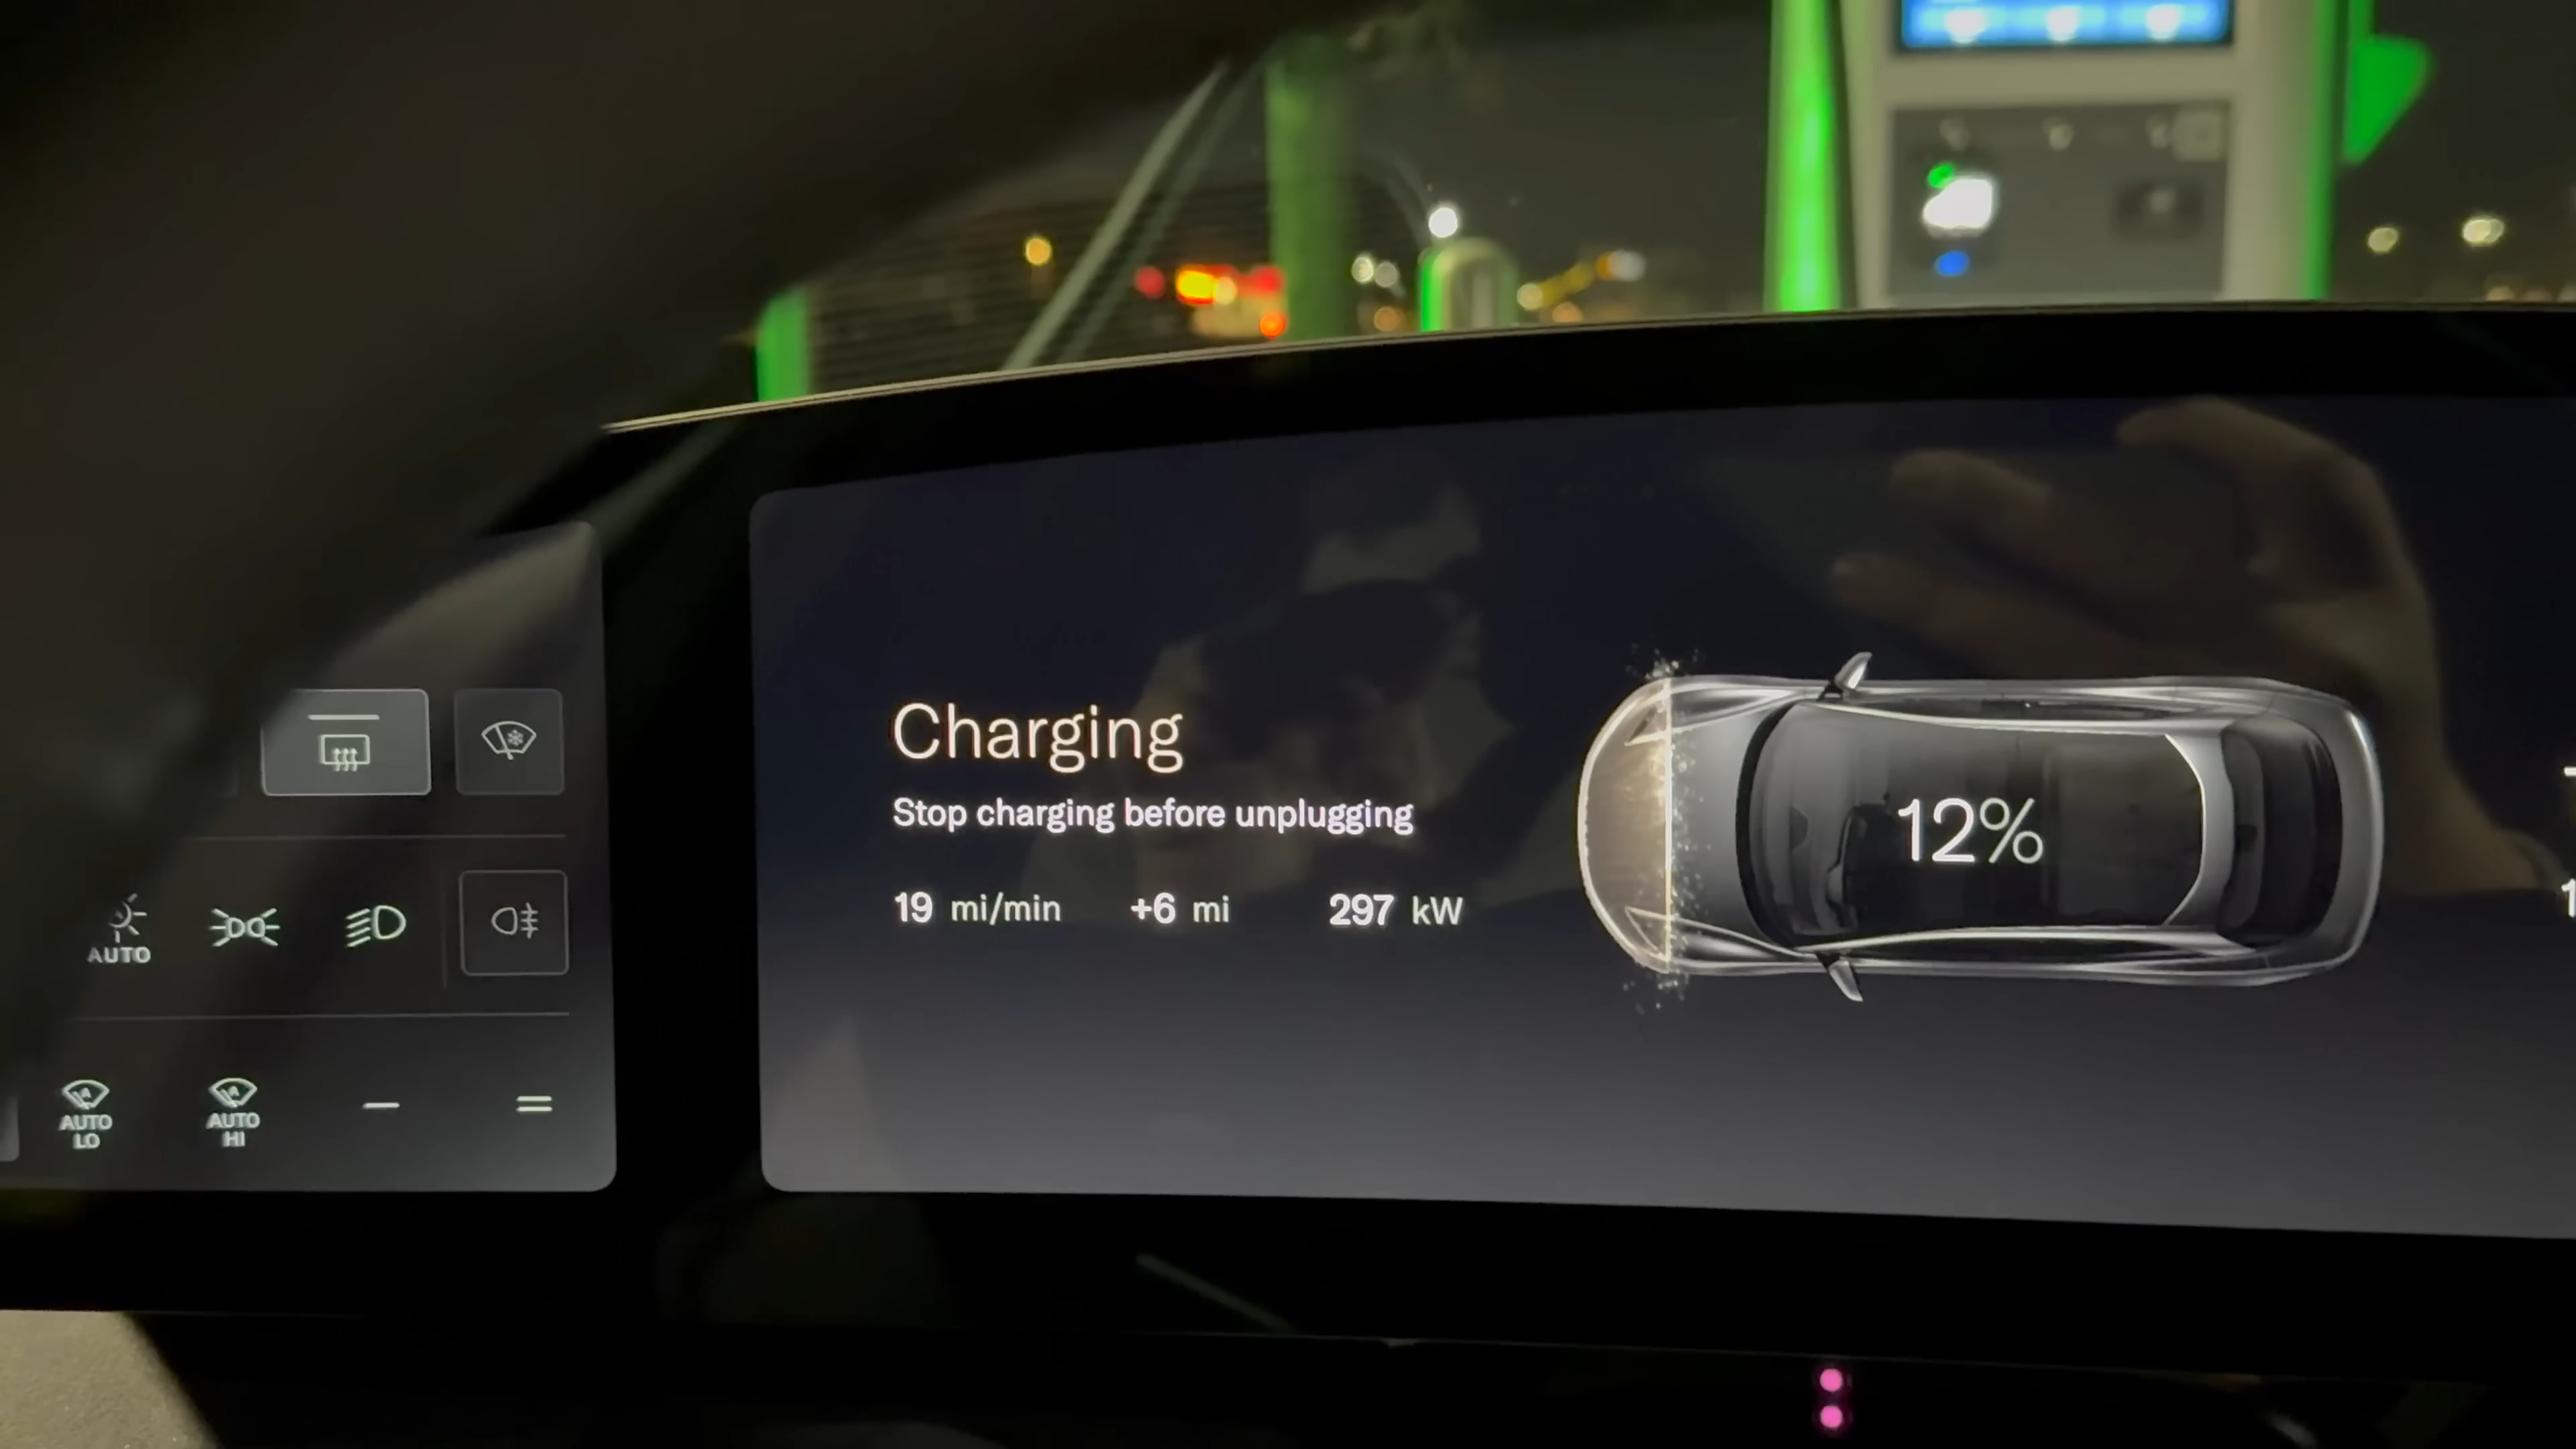 Charging
Stop charging before unplugging
19 mi/min +6 mi 297 kW
12%
AUTO
AUTO LO
AUTO HI